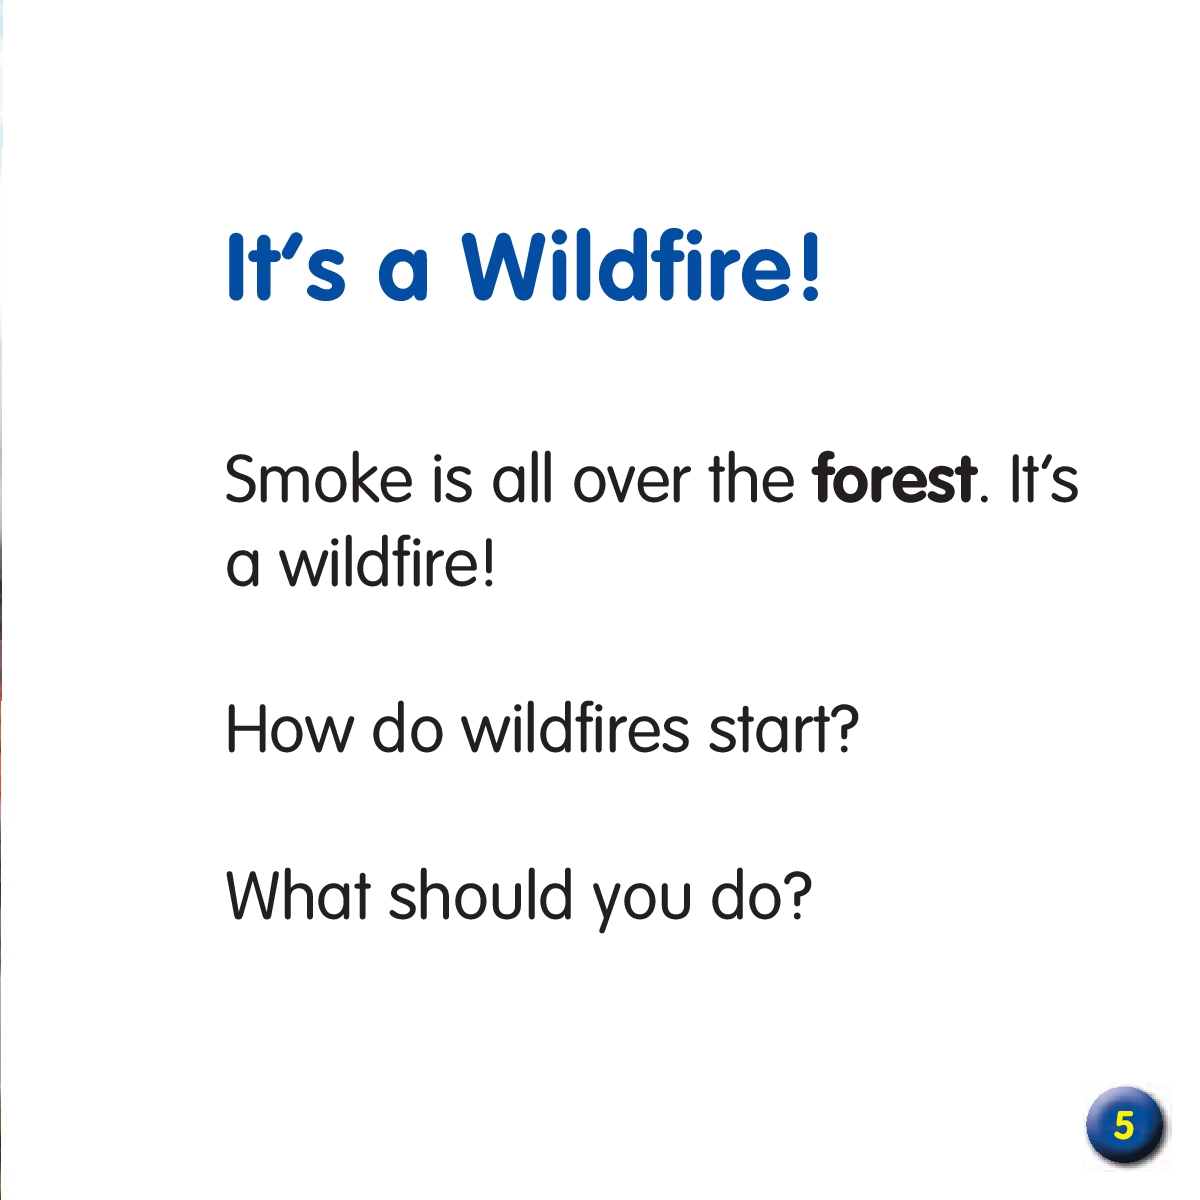 It's a Wildfire!
Smoke is all over the forest. It's
a wildfire!
How do wildfires start?
What should you do?
5